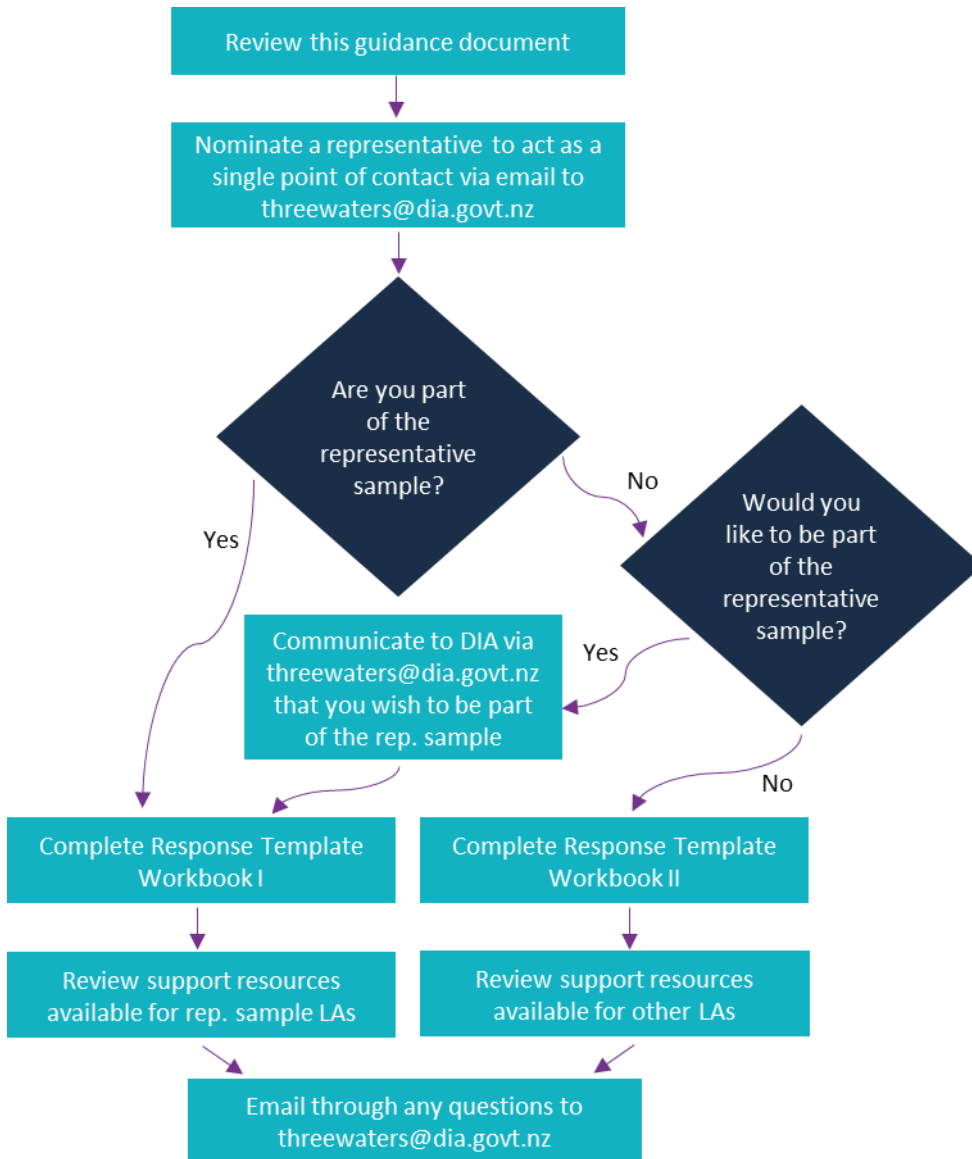 Review this guidance document
Nominate a representative to act as a
single point of contact via email to
threewaters@dia.govt.nz
Are you part
of the
representative
sample?
No
Would you
like to be part
of the
representative
sample?
Yes
Communicate to DIA via
threewaters@dia.govt.nz
that you wish to be part
of the rep. sample
Yes
No
Complete Response Template
Workbook I
Complete Response Template
Workbook II
Review support resources
available for rep. sample LAs
Review support resources
available for other LAs
Email through any questions to
threewaters@dia.govt.nz